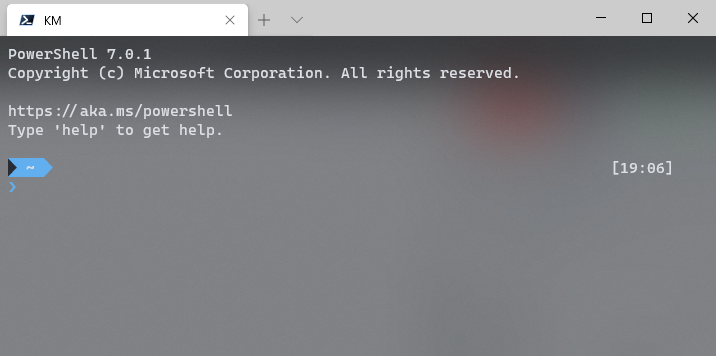 KM
PowerShell 7.0.1
Copyright (c) Microsoft Corporation. All rights reserved.
https://aka.ms/powershell
Type 'help' to get help.
~ [19:06]
❯